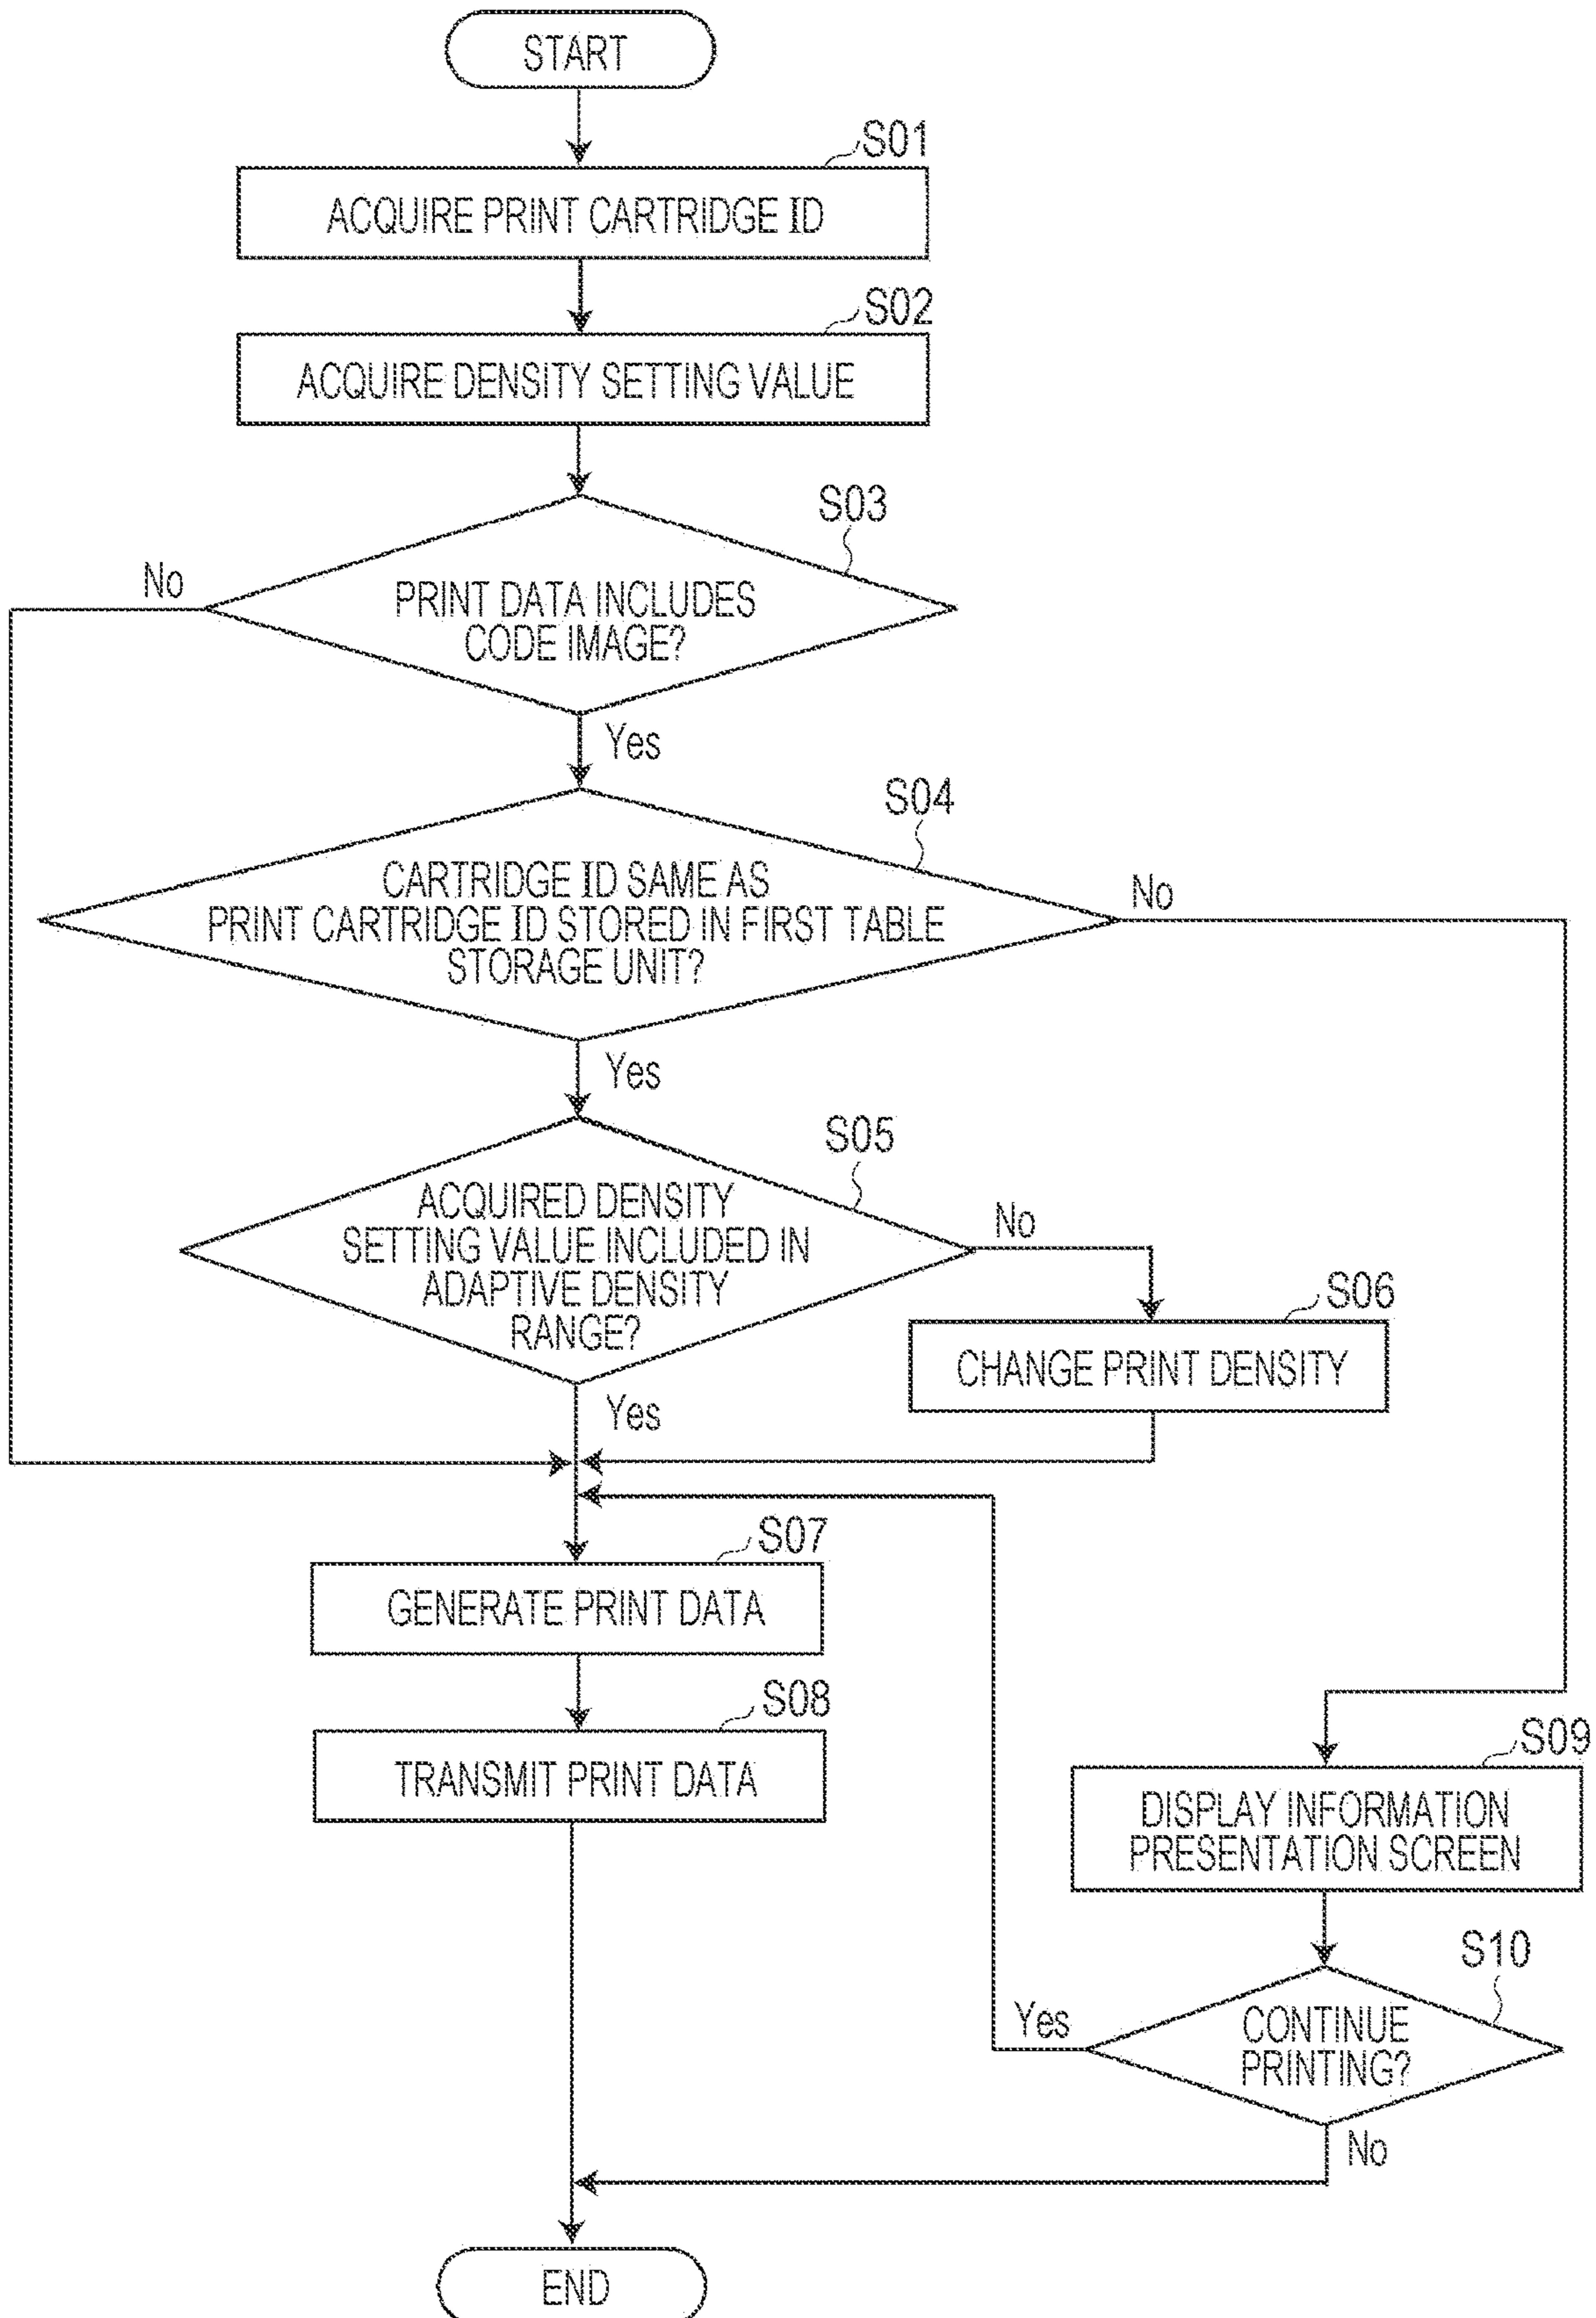 START
S01
ACQUIRE PRINT CARTRIDGE ID
S02
ACQUIRE DENSITY SETTING VALUE
S03
No
PRINT DATA INCLUDES
CODE IMAGE?
Yes
S04
CARTRIDGE ID SAME AS
PRINT CARTRIDGE ID STORED IN FIRST TABLE
STORAGE UNIT?
No
Yes
S05
ACQUIRED DENSITY
SETTING VALUE INCLUDED IN
ADAPTIVE DENSITY
RANGE?
No
S06
CHANGE PRINT DENSITY
Yes
S07
GENERATE PRINT DATA
S08
TRANSMIT PRINT DATA
S09
DISPLAY INFORMATION
PRESENTATION SCREEN
S10
Yes
CONTINUE
PRINTING?
No
END